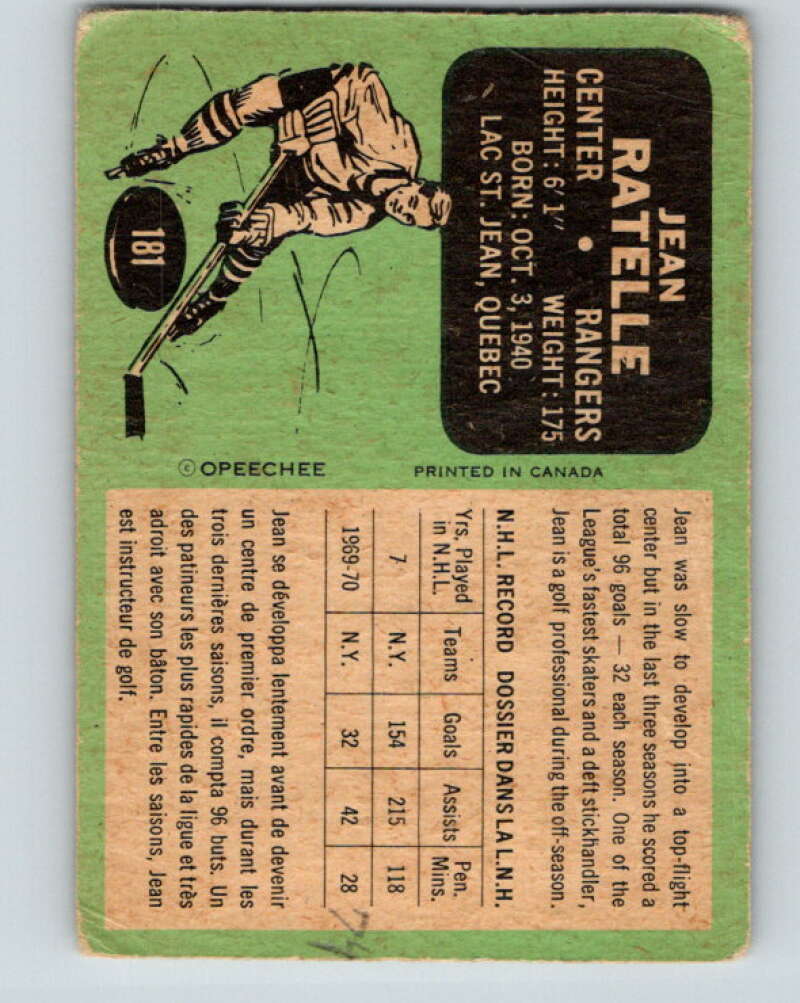 JEAN
RATELLE
CENTER • RANGERS
HEIGHT: 6'1" WEIGHT: 175
BORN: OCT. 3, 1940
LAC ST. JEAN, QUEBEC
181
© OPEECHEE
PRINTED IN CANADA
Jean was slow to develop into a top-flight
center but in the last three seasons he scored a
total 96 goals — 32 each season. One of the
League's fastest skaters and a deft stickhandler,
Jean is a golf professional during the off-season.
N.H.L. RECORD DOSSIER DANS LA L.N.H.
Yrs. Played in N.H.L. Teams Goals Assists Pen. Mins.
7 N.Y. 154 215 118
1969-70 N.Y. 32 42 28
Jean se développa lentement avant de devenir
un centre de premier ordre, mais durant les
trois dernières saisons, il compta 96 buts. Un
des patineurs les plus rapides de la ligue et très
adroit avec son bâton. Entre les saisons, Jean
est instructeur de golf.